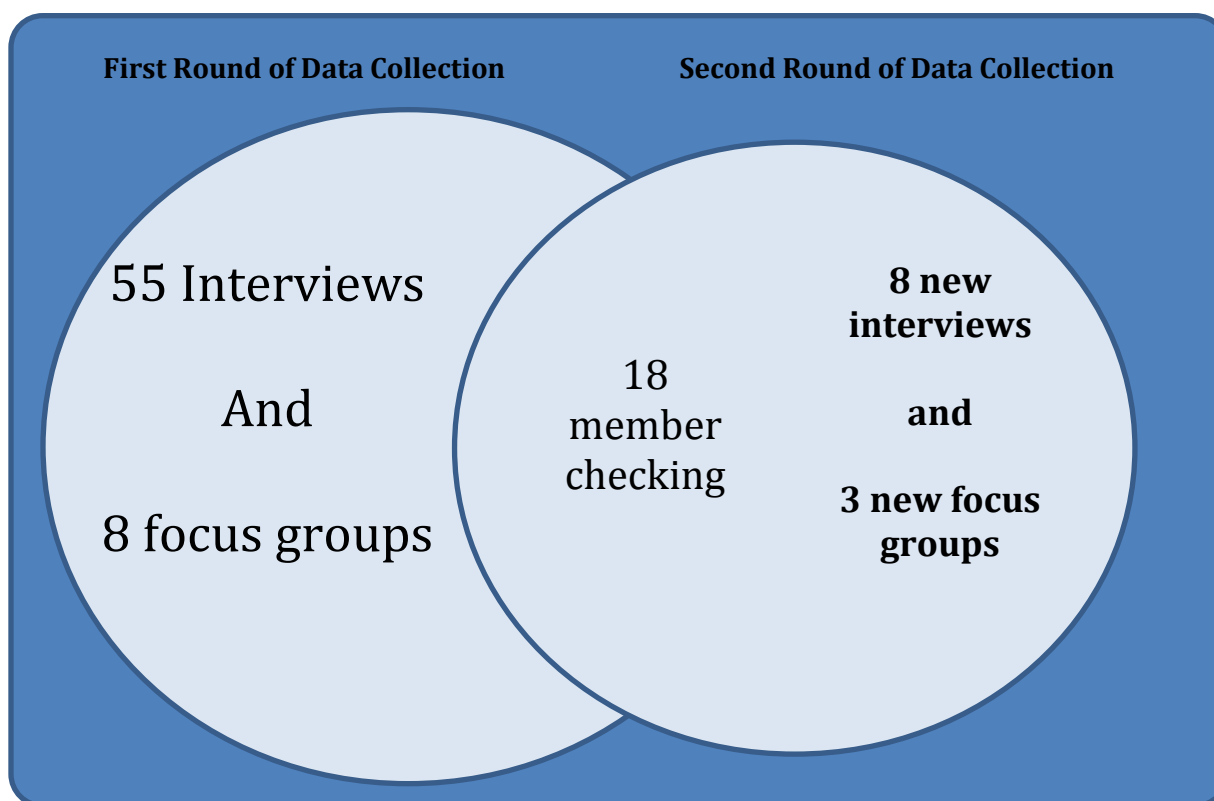 First Round of Data Collection
Second Round of Data Collection
55 Interviews
And
8 focus groups
18
member
checking
8 new
interviews
and
3 new focus
groups